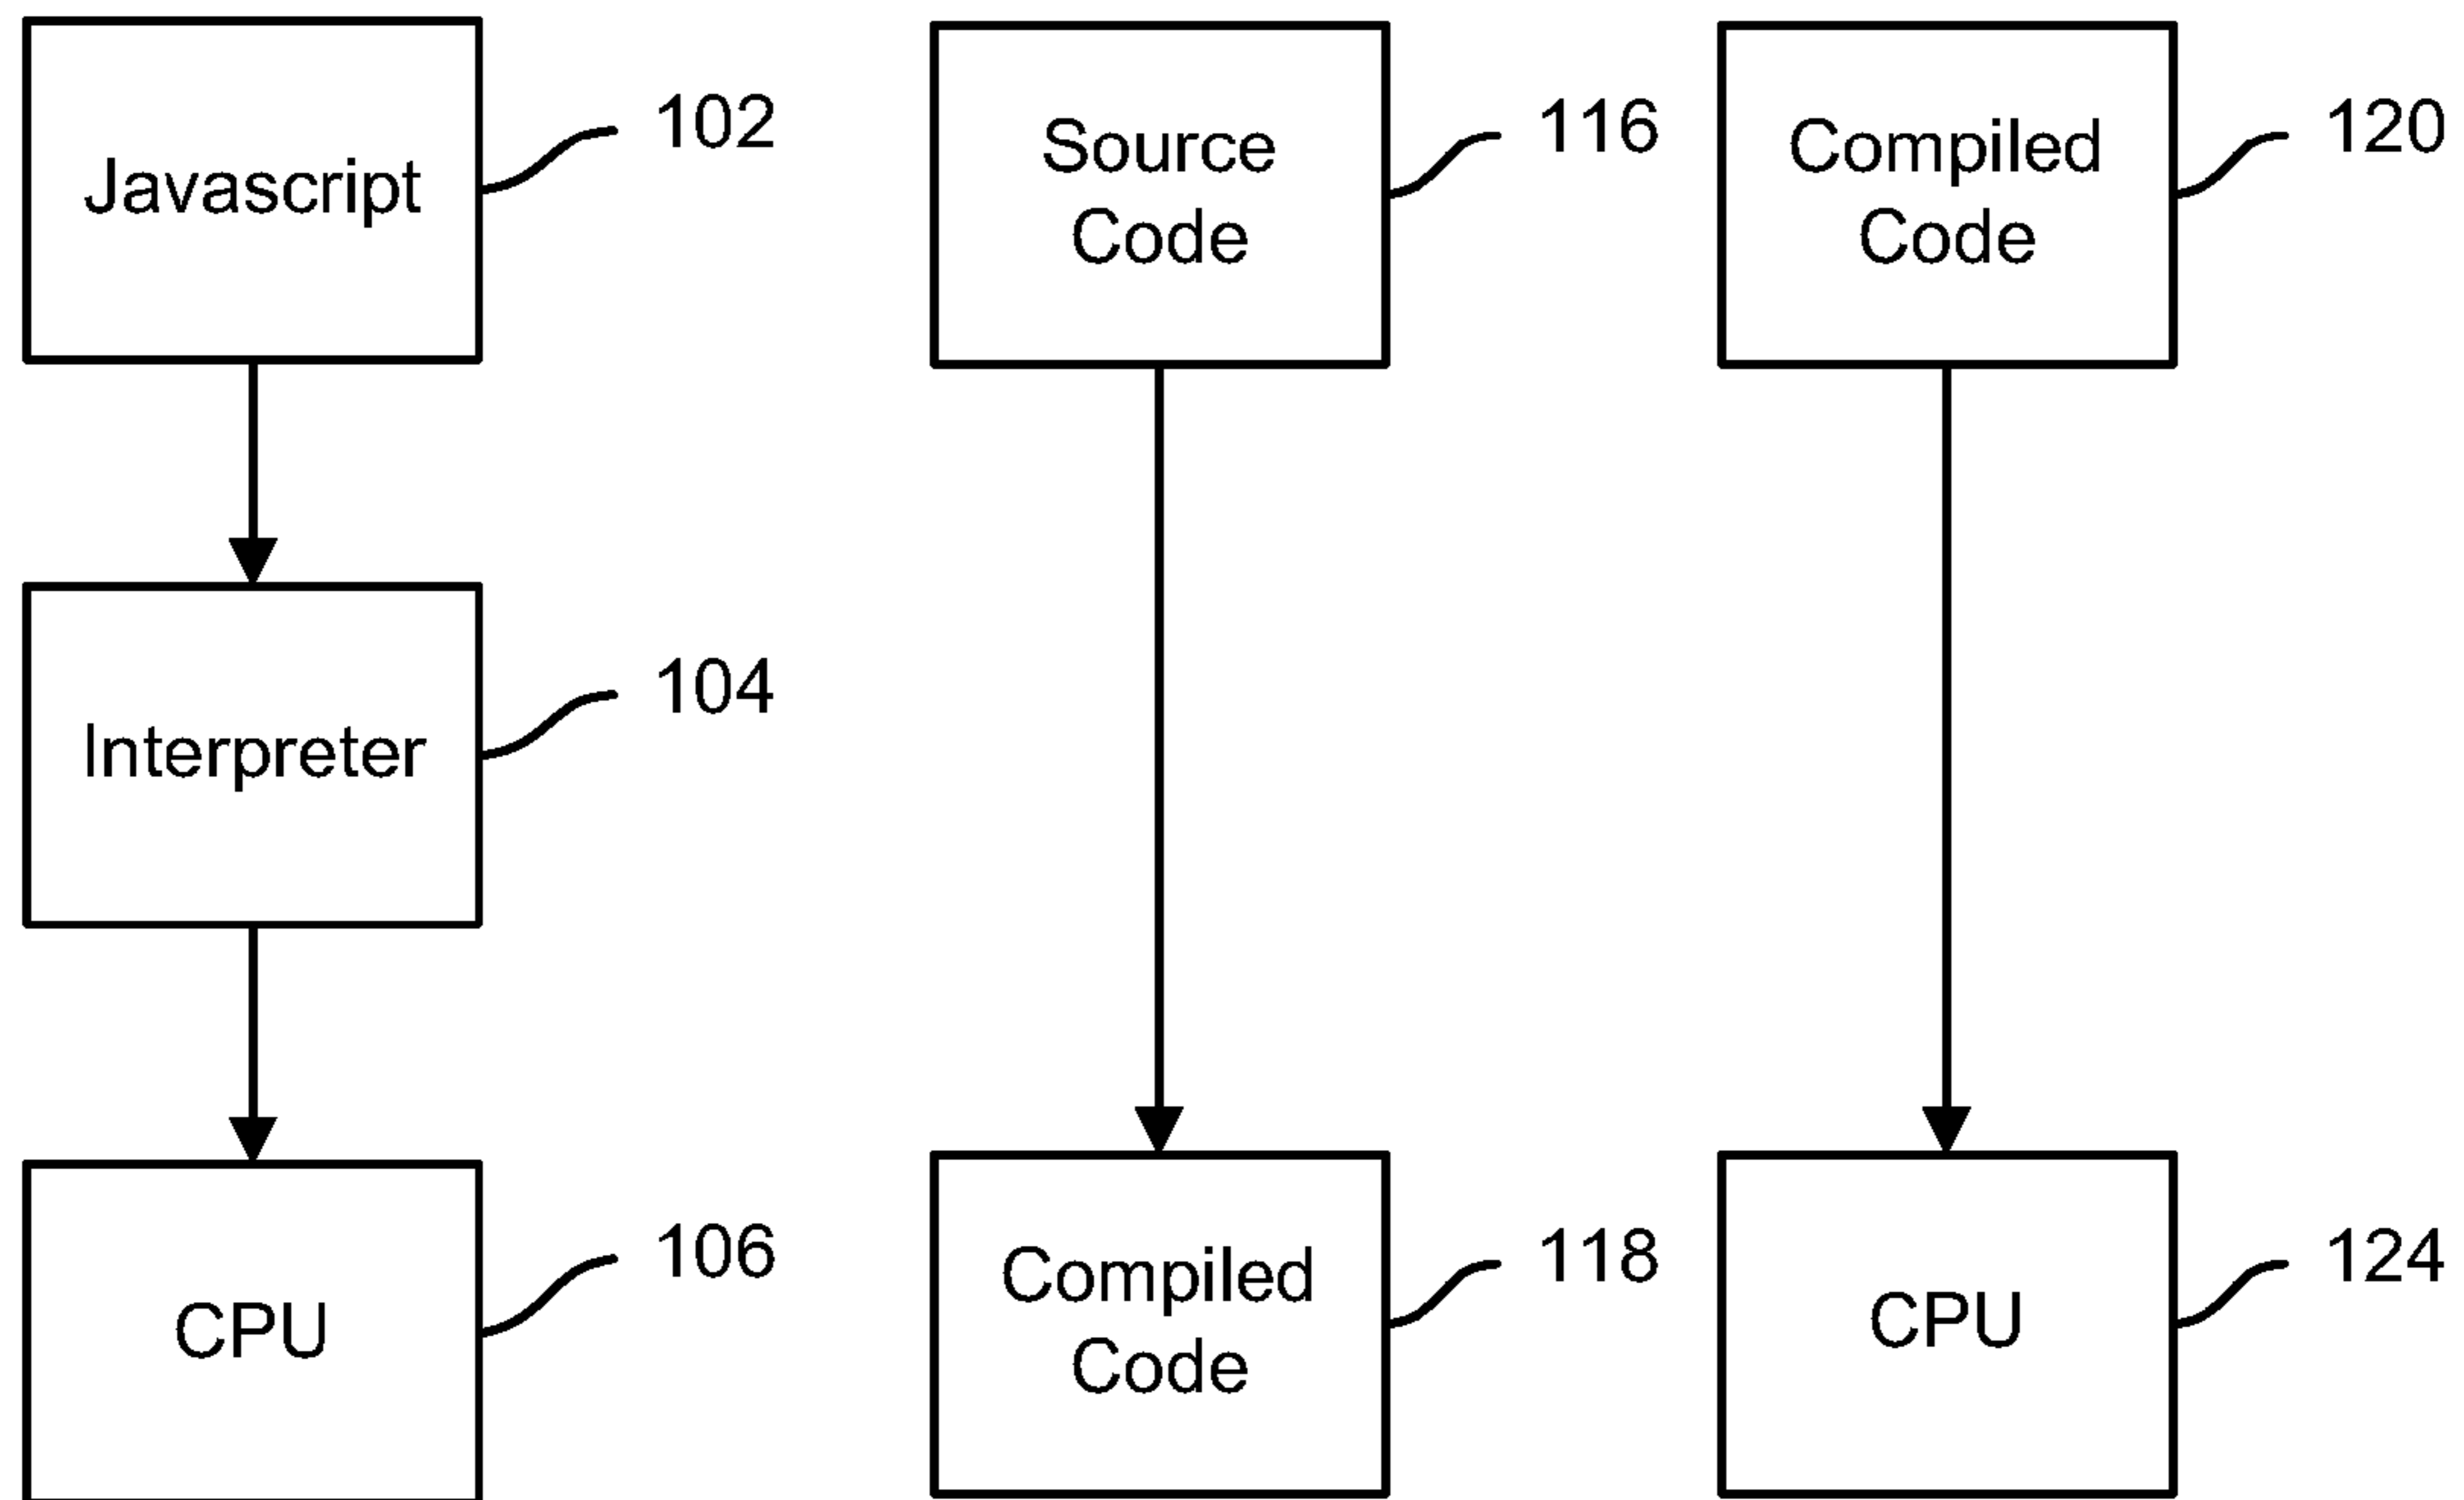 Javascript
102
Interpreter
104
CPU
106
Source
Code
116
Compiled
Code
118
Compiled
Code
120
CPU
124